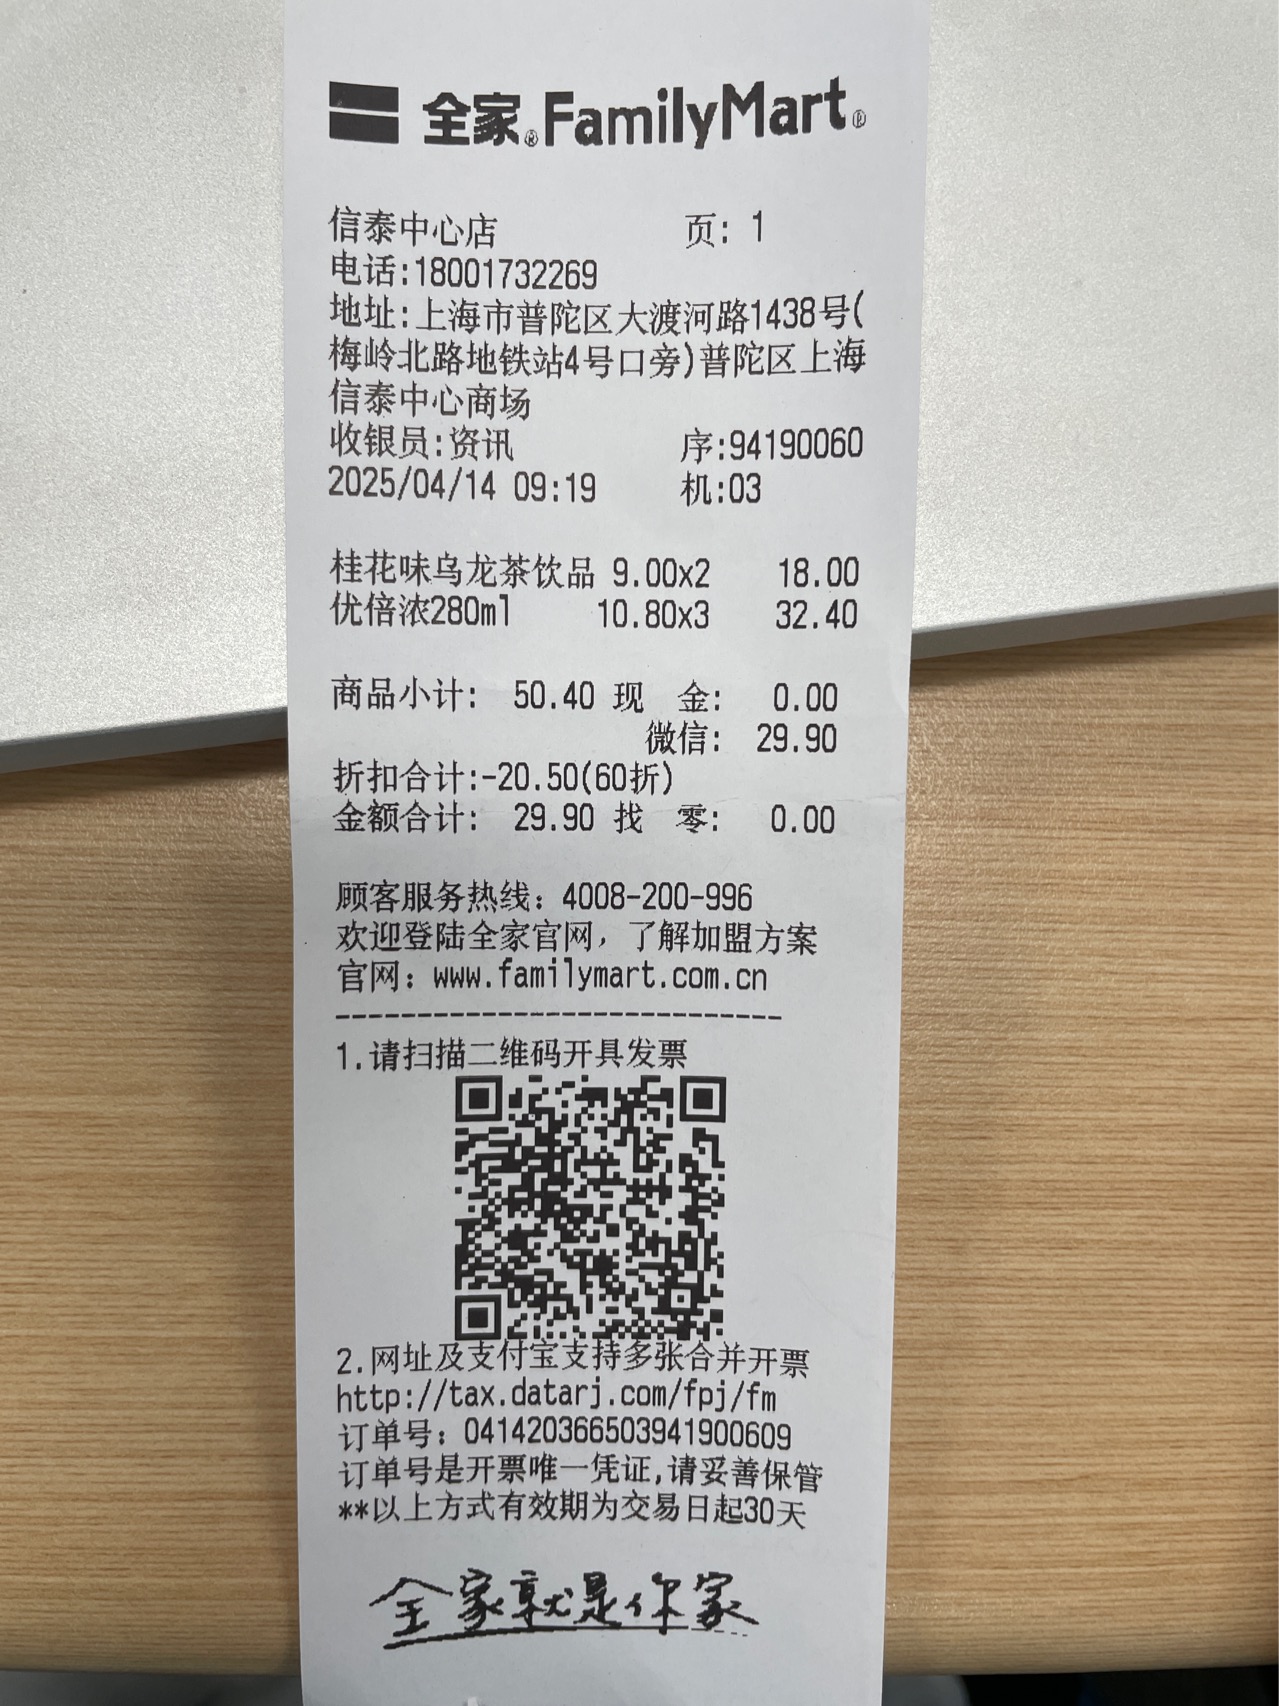 全家® FamilyMart®
信泰中心店 页: 1
电话:18001732269
地址:上海市普陀区大渡河路1438号(
梅岭北路地铁站4号口旁)普陀区上海
信泰中心商场
收银员:资讯 序:94190060
2025/04/14 09:19 机:03
桂花味乌龙茶饮品 9.00x2 18.00
优倍浓280ml 10.80x3 32.40
商品小计: 50.40 现 金: 0.00
微信: 29.90
折扣合计:-20.50(60折)
金额合计: 29.90 找 零: 0.00
顾客服务热线：4008-200-996
欢迎登陆全家官网，了解加盟方案
官网：www.familymart.com.cn
----------------------------
1.请扫描二维码开具发票
2.网址及支付宝支持多张合并开票
http://tax.datarj.com/fpj/fm
订单号：041420366503941900609
订单号是开票唯一凭证,请妥善保管
**以上方式有效期为交易日起30天
全家就是你家